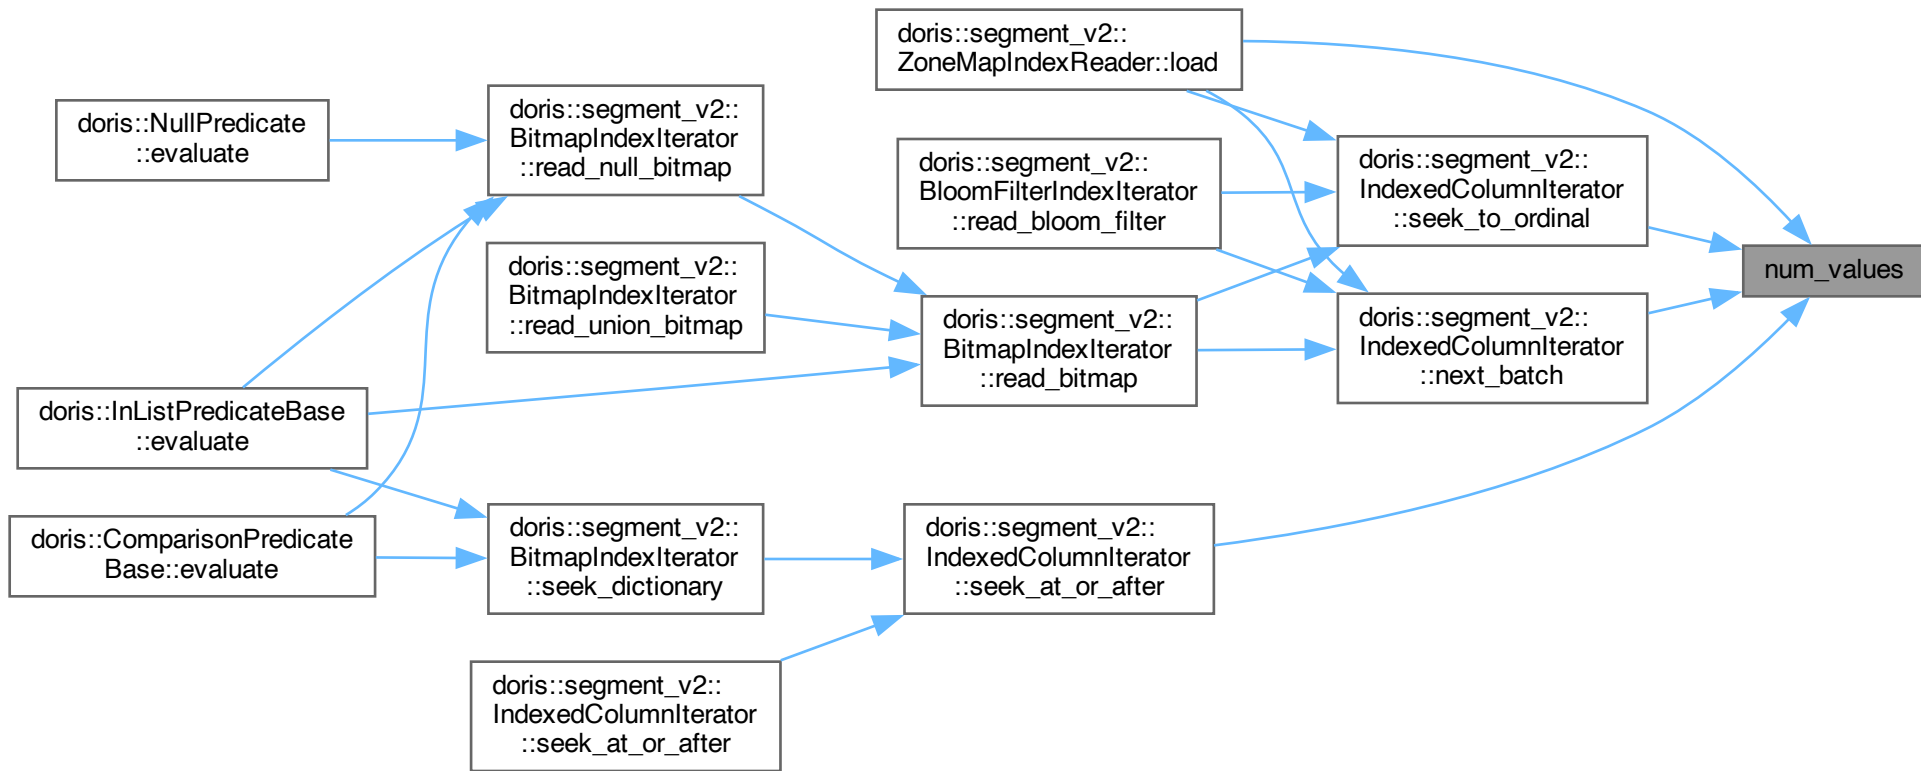 doris::segment_v2::
ZoneMapIndexReader::load
doris::NullPredicate
::evaluate
doris::segment_v2::
BitmapIndexIterator
::read_null_bitmap
doris::segment_v2::
BloomFilterIndexIterator
::read_bloom_filter
doris::segment_v2::
IndexedColumnIterator
::seek_to_ordinal
num_values
doris::segment_v2::
BitmapIndexIterator
::read_union_bitmap
doris::segment_v2::
BitmapIndexIterator
::read_bitmap
doris::segment_v2::
IndexedColumnIterator
::next_batch
doris::InListPredicateBase
::evaluate
doris::ComparisonPredicate
Base::evaluate
doris::segment_v2::
BitmapIndexIterator
::seek_dictionary
doris::segment_v2::
IndexedColumnIterator
::seek_at_or_after
doris::segment_v2::
IndexedColumnIterator
::seek_at_or_after